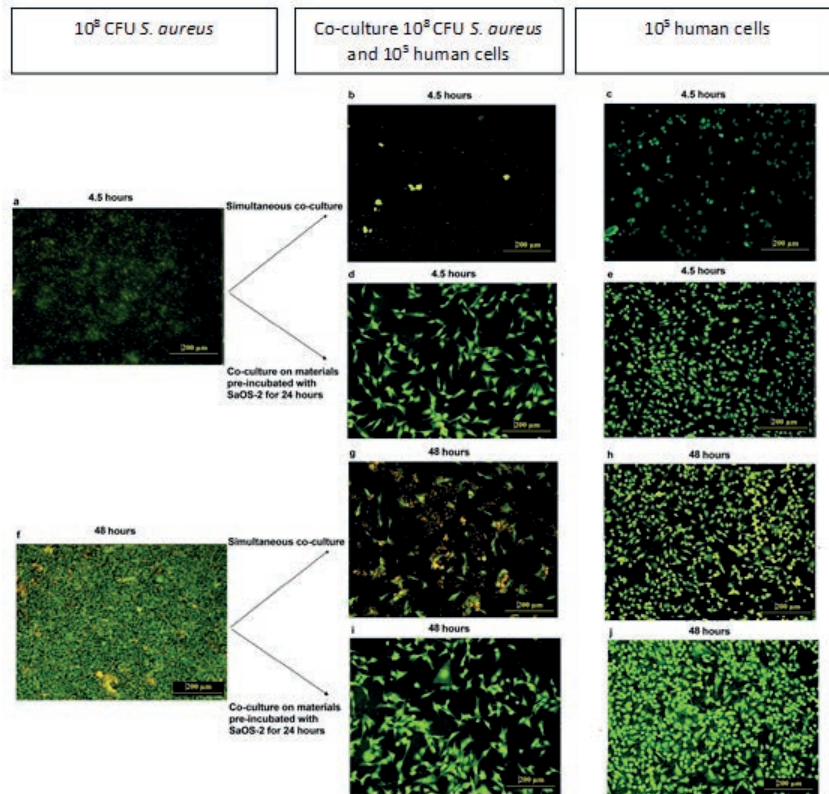 10⁸ CFU S. aureus
Co-culture 10⁸ CFU S. aureus
and 10⁵ human cells
10⁵ human cells
b
4.5 hours
c
4.5 hours
200 µm
200 µm
a
4.5 hours
200 µm
Simultaneous co-culture
Co-culture on materials
pre-incubated with
SaOS-2 for 24 hours
d
4.5 hours
e
4.5 hours
200 µm
200 µm
g
48 hours
h
48 hours
200 µm
200 µm
f
48 hours
200 µm
Simultaneous co-culture
Co-culture on materials
pre-incubated with
SaOS-2 for 24 hours
i
48 hours
j
48 hours
200 µm
200 µm